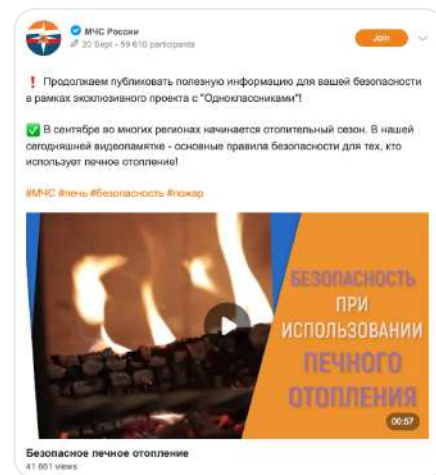 МЧС России
20 Sept - 59 610 participants
Join
❗ Продолжаем публиковать полезную информацию для вашей безопасности
в рамках эксклюзивного проекта с "Одноклассниками"!
✅ В сентябре во многих регионах начинается отопительный сезон. В нашей
сегодняшней видеопамятке - основные правила безопасности для тех, кто
использует печное отопление!
#МЧС #печь #безопасность #пожар
БЕЗОПАСНОСТЬ
ПРИ
ИСПОЛЬЗОВАНИИ
ПЕЧНОГО
ОТОПЛЕНИЯ
00:57
Безопасное печное отопление
41 661 views